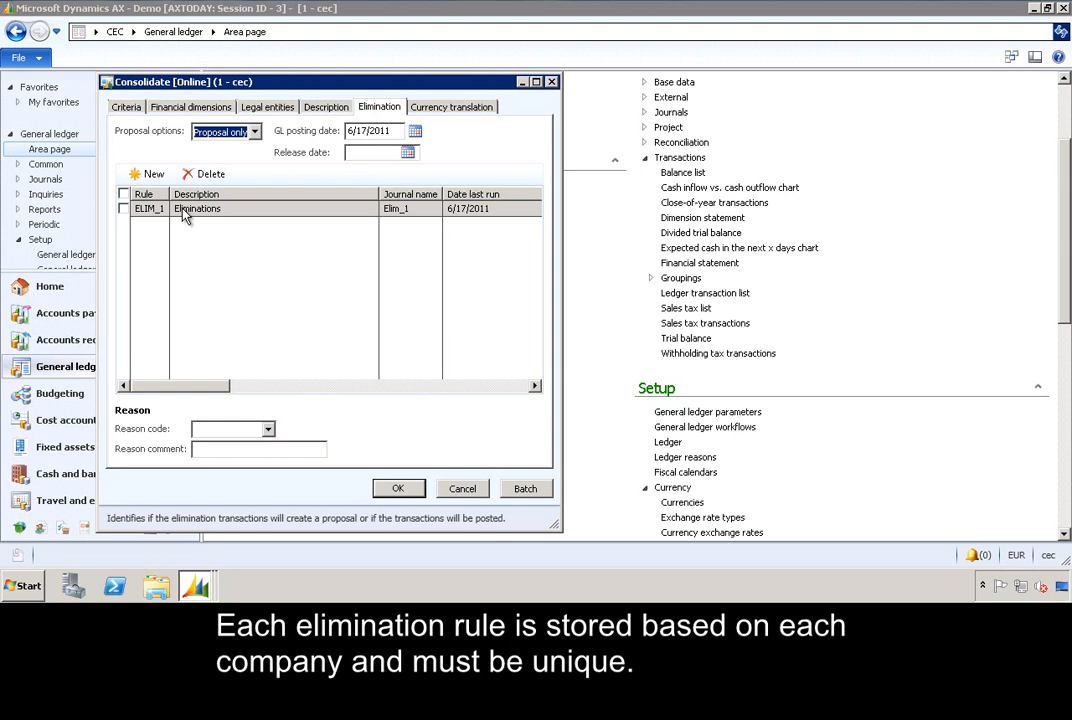 Microsoft Dynamics AX - Demo [AXTODAY: Session ID - 3] - [1 - cec]
CEC
General ledger
Area page
File
Favorites
My favorites
General ledger
Area page
Common
Journals
Inquiries
Reports
Periodic
Setup
General ledger
Home
Accounts pa
Accounts rec
General ledg
Budgeting
Cost account
Fixed assets
Cash and bar
Travel and e
Consolidate [Online] (1 - cec)
Criteria
Financial dimensions
Legal entities
Description
Elimination
Currency translation
Proposal options:
Proposal only
GL posting date:
6/17/2011
Release date:
New
Delete
Rule
Description
Journal name
Date last run
ELIM_1
Eliminations
Elim_1
6/17/2011
Reason
Reason code:
Reason comment:
OK
Cancel
Batch
Identifies if the elimination transactions will create a proposal or if the transactions will be posted.
Base data
External
Journals
Project
Reconciliation
Transactions
Balance list
Cash inflow vs. cash outflow chart
Close-of-year transactions
Dimension statement
Divided trial balance
Expected cash in the next x days chart
Financial statement
Groupings
Ledger transaction list
Sales tax list
Sales tax transactions
Trial balance
Withholding tax transactions
Setup
General ledger parameters
General ledger workflows
Ledger
Ledger reasons
Fiscal calendars
Currency
Currencies
Exchange rate types
Currency exchange rates
(0)
EUR
cec
Start
Each elimination rule is stored based on each
company and must be unique.